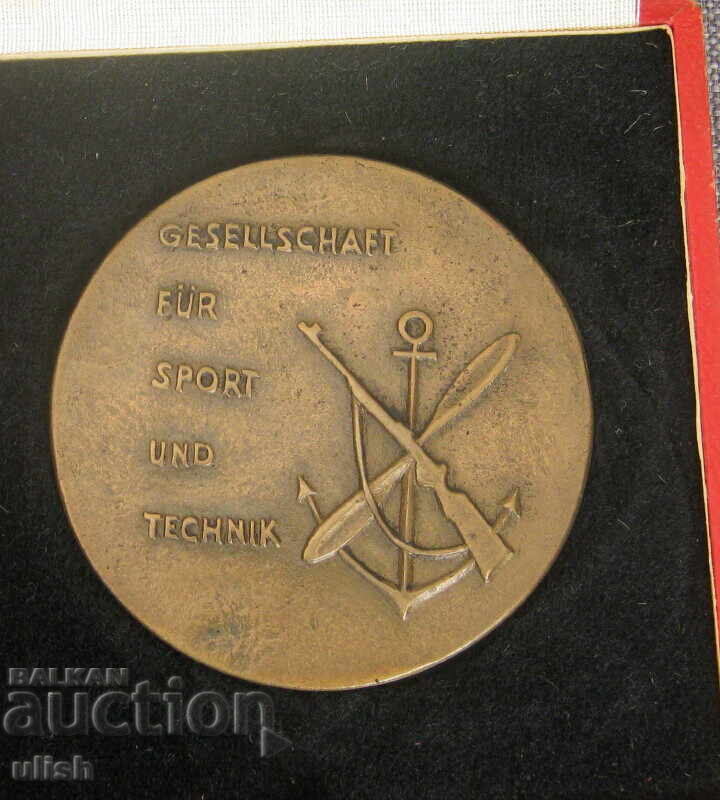 GESELLSCHAFT
FÜR
SPORT
UND
TECHNIK
BALKAN
auction
ulish